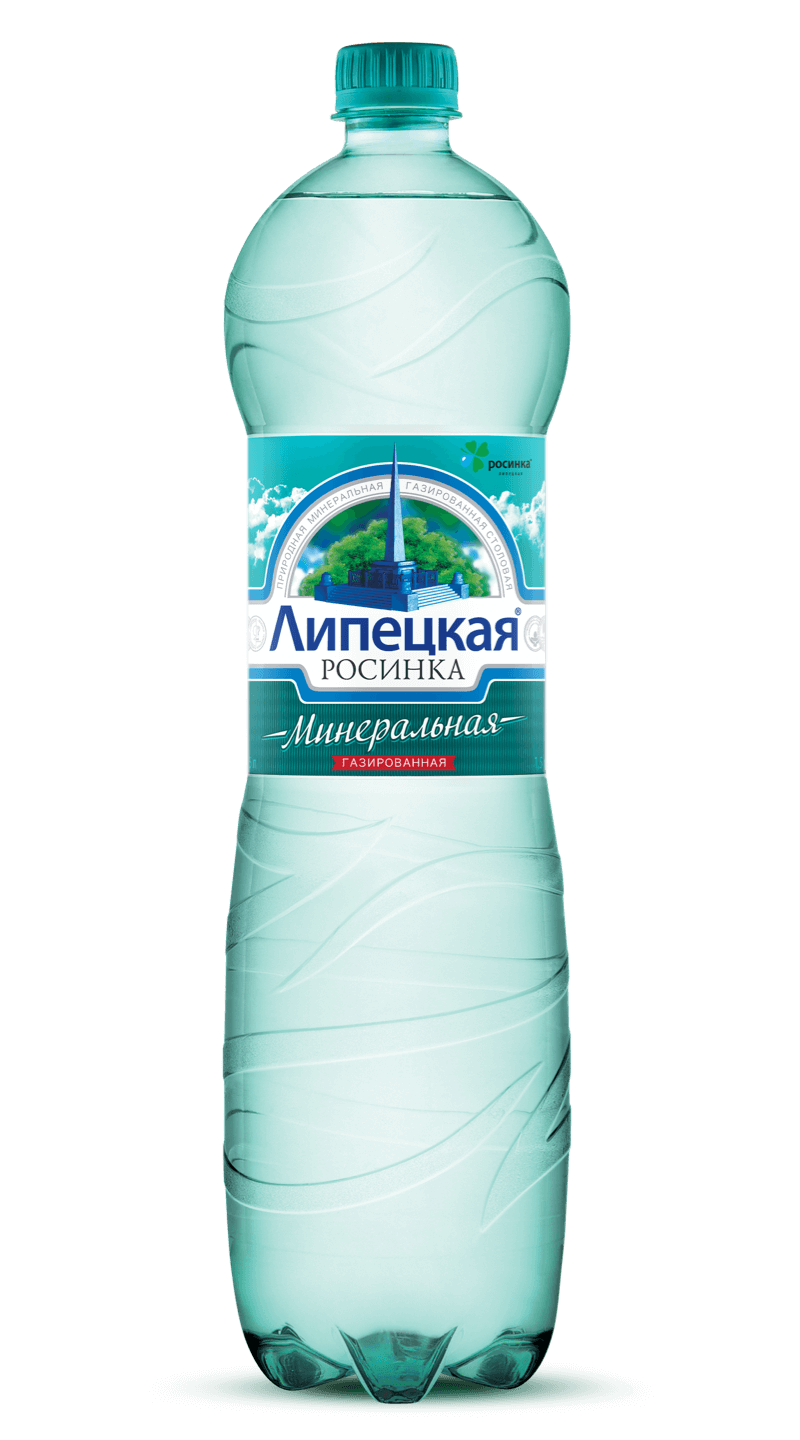 росинка
ПРИРОДНАЯ МИНЕРАЛЬНАЯ ГАЗИРОВАННАЯ СТОЛОВАЯ
Липецкая®
РОСИНКА
Минеральная
ГАЗИРОВАННАЯ